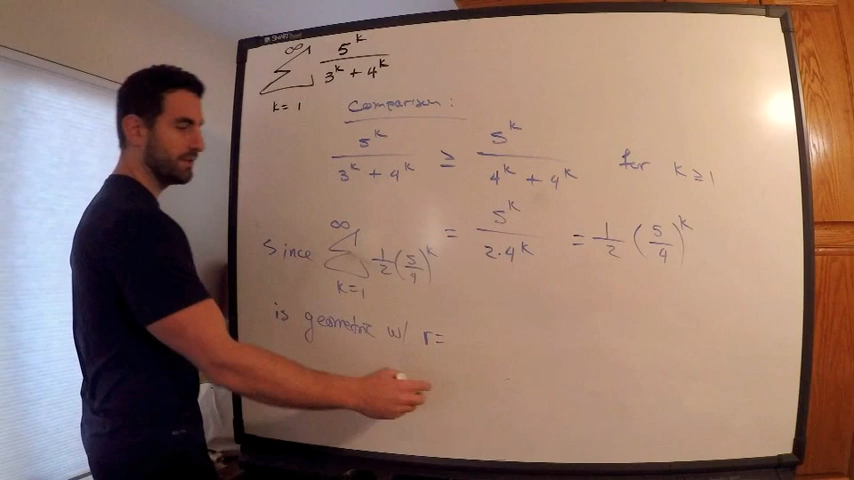 SMART
∞ Σ k=1 5^k / (3^k + 4^k)
Comparison:
5^k / (3^k + 4^k) ≥ 5^k / (4^k + 4^k) for k ≥ 1
= 5^k / (2·4^k) = 1/2 (5/4)^k
Since ∞ Σ k=1 1/2 (5/4)^k
is geometric w/ r=